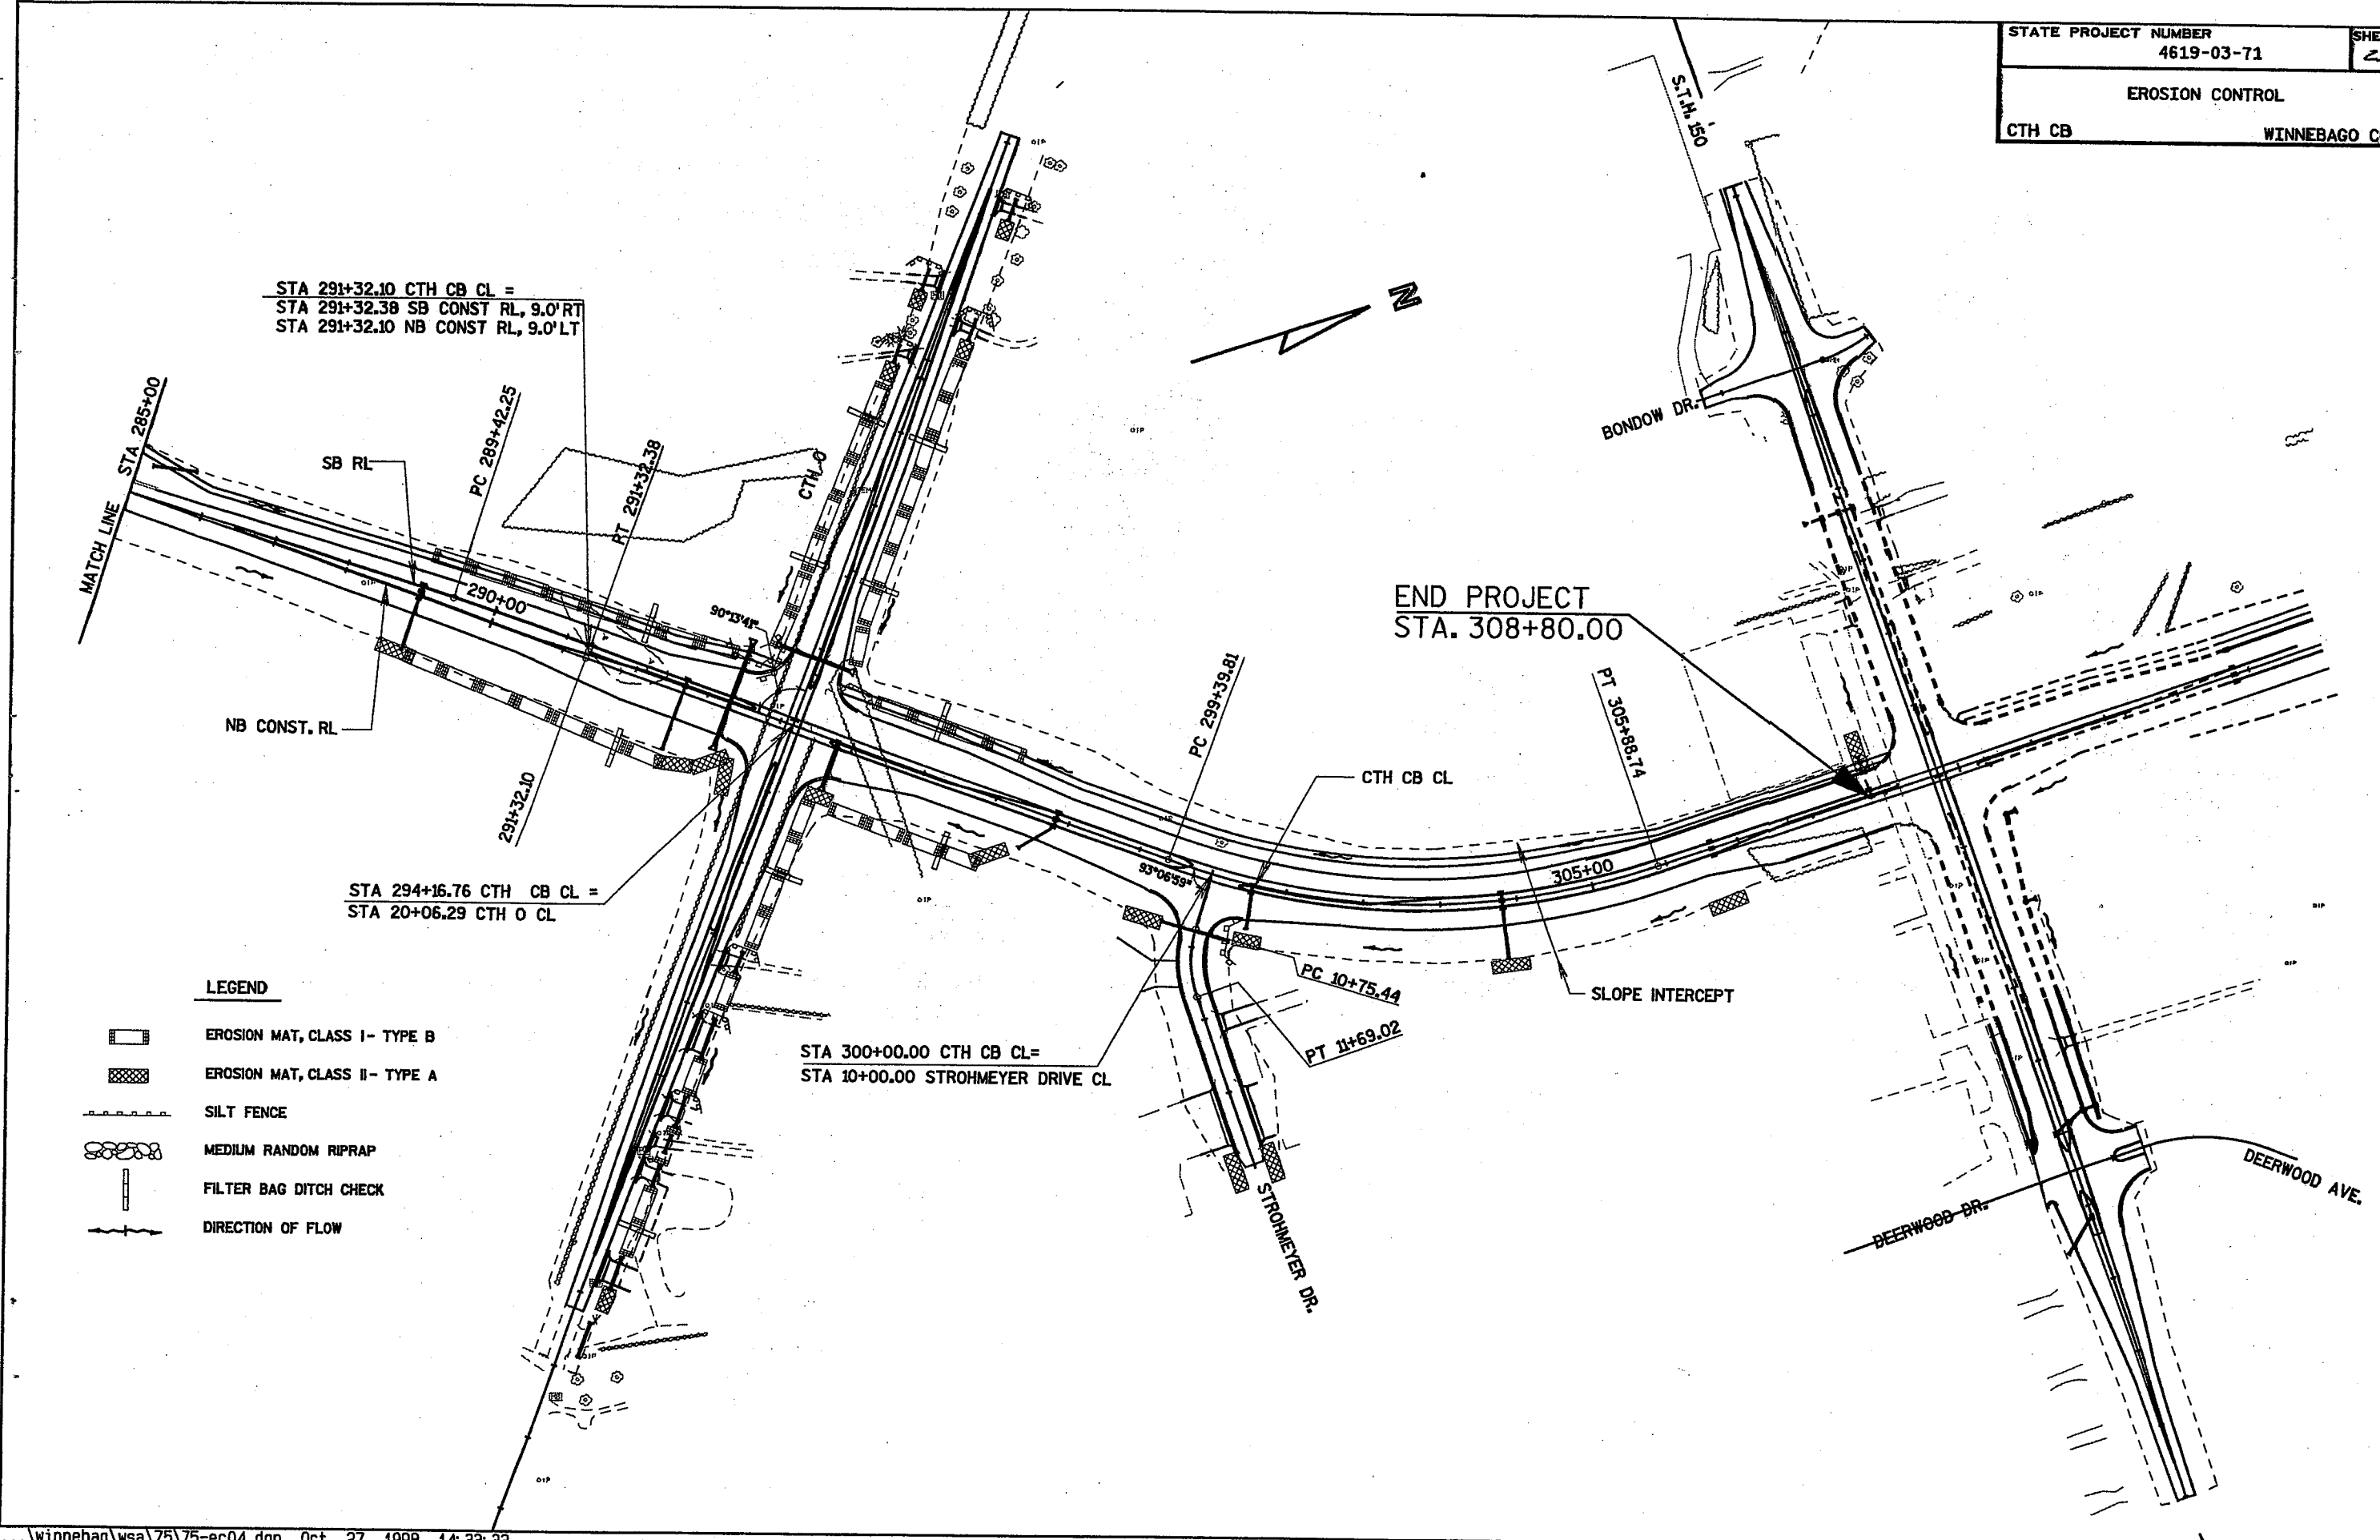 STATE PROJECT NUMBER
4619-03-71
SHE
EROSION CONTROL
CTH CB
WINNEBAGO C
S.T.H. 150
N
STA 291+32.10 CTH CB CL =
STA 291+32.38 SB CONST RL, 9.0' RT
STA 291+32.10 NB CONST RL, 9.0' LT
MATCH LINE STA. 285+00
SB RL
PC 289+42.25
PT 291+32.38
CTH O
BONDOW DR.
290+00
90°13'41"
END PROJECT
STA. 308+80.00
NB CONST. RL
291+32.10
PC 299+39.81
PT 305+88.74
CTH CB CL
93°06'59"
305+00
STA 294+16.76 CTH CB CL =
STA 20+06.29 CTH O CL
PC 10+75.44
SLOPE INTERCEPT
PT 11+69.02
STA 300+00.00 CTH CB CL=
STA 10+00.00 STROHMEYER DRIVE CL
STROHMEYER DR.
DEERWOOD DR.
DEERWOOD AVE.
LEGEND
EROSION MAT, CLASS I- TYPE B
EROSION MAT, CLASS II- TYPE A
SILT FENCE
MEDIUM RANDOM RIPRAP
FILTER BAG DITCH CHECK
DIRECTION OF FLOW